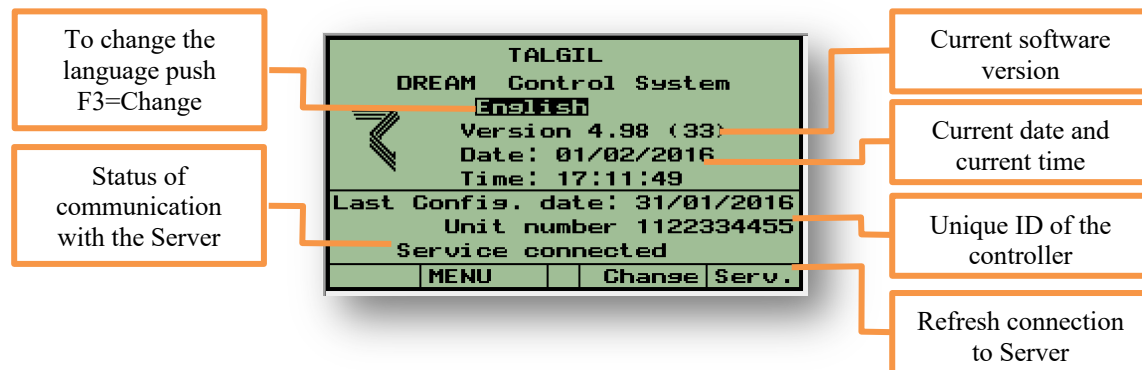 To change the
language push
F3=Change
Status of
communication
with the Server
TALGIL
DREAM Control System
English
Version 4.98 (33)
Date: 01/02/2016
Time: 17:11:49
Last Config. date: 31/01/2016
Unit number 1122334455
Service connected
MENU Change Serv.
Current software
version
Current date and
current time
Unique ID of the
controller
Refresh connection
to Server